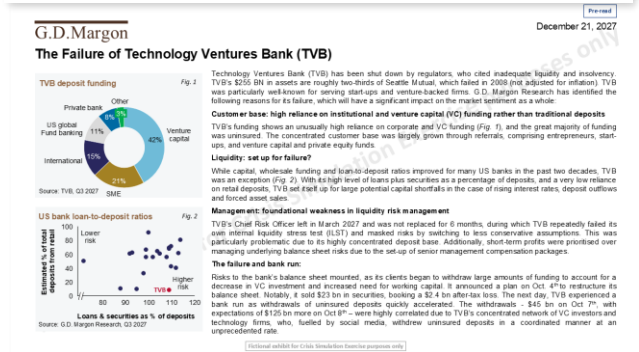 Pre-read
G.D.Margon
December 21, 2027
The Failure of Technology Ventures Bank (TVB)
TVB deposit funding
Fig. 1
Other
Private bank
US global
Fund banking
International
SME
Venture
capital
3%
8%
11%
15%
21%
42%
Source: TVB, Q3 2027
US bank loan-to-deposit ratios
Fig. 2
Estimated % of total
deposits from retail
100
80
60
40
20
0
Lower
risk
Higher
risk
TVB
80
90
100
110
120
Loans & securities as % of deposits
Source: G.D. Margon Research, Q3 2027
Technology Ventures Bank (TVB) has been shut down by regulators, who cited inadequate liquidity and insolvency.
TVB's $255 BN in assets are roughly two-thirds of Seattle Mutual, which failed in 2008 (not adjusted for inflation). TVB
was particularly well-known for serving startups and venture-backed firms. G.D. Margon Research has identified the
following reasons for its failure, which will have a significant impact on the market sentiment as a whole:
Customer base: high reliance on institutional and venture capital (VC) funding rather than traditional deposits
TVB's funding shows an unusually high reliance on corporate and VC funding (Fig. 1), and the great majority of funding
was uninsured. The concentrated customer base was largely grown through referrals, comprising entrepreneurs, start-
ups, and venture capital and private equity funds.
Liquidity: set up for failure?
While capital, wholesale funding and loan-to-deposit ratios improved for many US banks in the past two decades, TVB
was an exception (Fig. 2). With its high level of loans plus securities as a percentage of deposits, and a very low reliance
on retail deposits, TVB set itself up for large potential capital shortfalls in the case of rising interest rates, deposit outflows
and forced asset sales.
Management: foundational weakness in liquidity risk management
TVB's Chief Risk Officer left in March 2027 and was not replaced for 6 months, during which TVB repeatedly failed its
own internal liquidity stress test (ILST) and masked risks by switching to less conservative assumptions. This was
particularly problematic due to its highly concentrated deposit base. Additionally, short-term profits were prioritised over
managing underlying balance sheet risks due to the set-up of senior management compensation packages.
The failure and bank run:
Risks to the bank's balance sheet mounted, as its clients began to withdraw large amounts of funding to account for a
decrease in VC investment and increased need for working capital. It announced a plan on Oct. 4th to restructure its
balance sheet. Notably, it sold $23 bn in securities, booking a $2.4 bn after-tax loss. The next day, TVB experienced a
bank run as withdrawals of uninsured deposits quickly accelerated. The withdrawals - $45 bn on Oct 7th, with
expectations of $125 bn more on Oct 8th – were highly correlated due to TVB's concentrated network of VC investors and
technology firms, who, fuelled by social media, withdrew uninsured deposits in a coordinated manner at an
unprecedented rate.
Fictional exhibit for Crisis Simulation Exercise purposes only